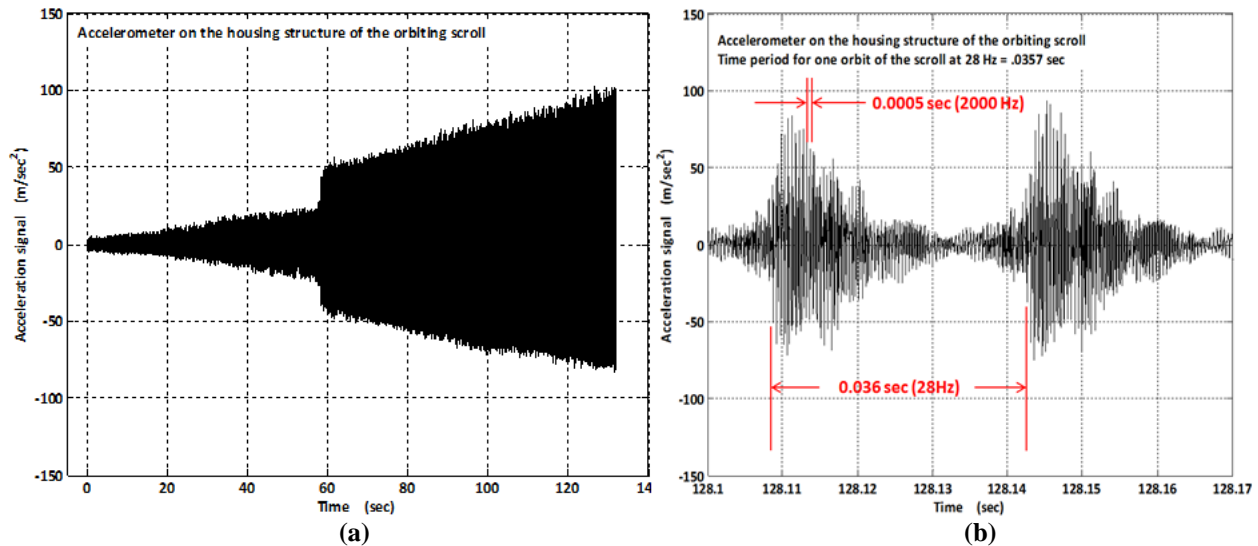 Accelerometer on the housing structure of the orbiting scroll
150
100
50
0
-50
-100
-150
Acceleration signal (m/sec²)
0 20 40 60 80 100 120 14
Time (sec)
(a)
Accelerometer on the housing structure of the orbiting scroll
Time period for one orbit of the scroll at 28 Hz = .0357 sec
0.0005 sec (2000 Hz)
0.036 sec (28Hz)
150
100
50
0
-50
-100
-150
Acceleration signal (m/sec²)
128.1 128.11 128.12 128.13 128.14 128.15 128.16 128.17
Time (sec)
(b)